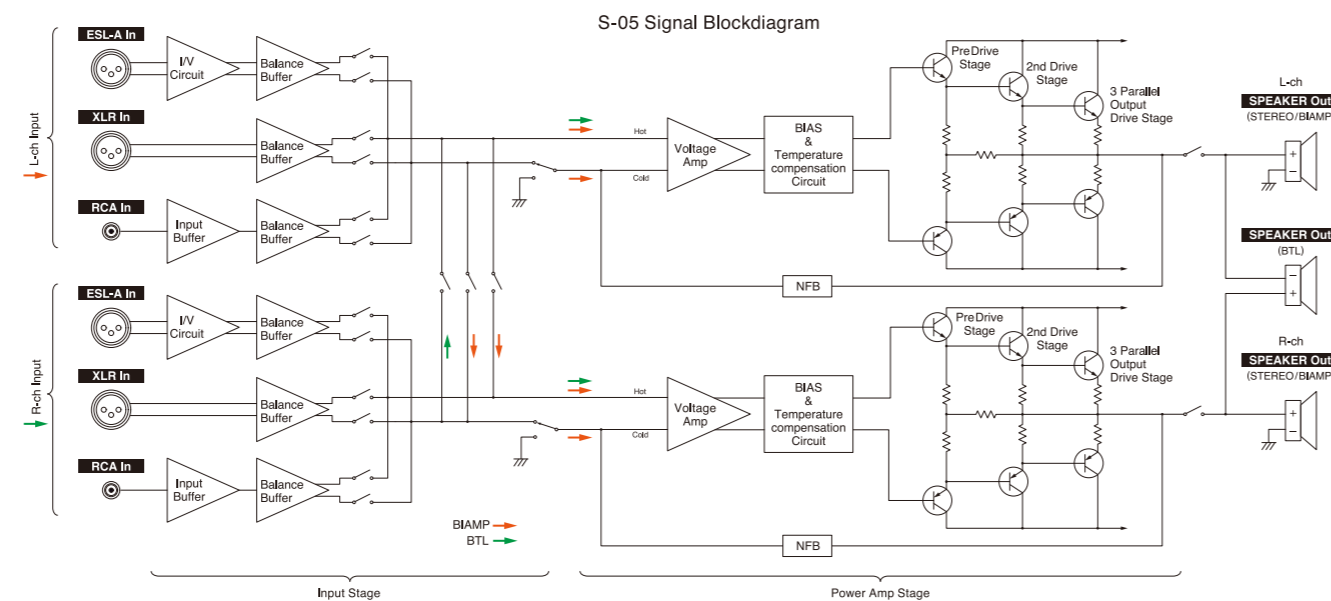 S-05 Signal Blockdiagram
L-ch Input
ESL-A In
I/V
Circuit
Balance
Buffer
XLR In
Balance
Buffer
RCA In
Input
Buffer
Balance
Buffer
Hot
Cold
Voltage
Amp
BIAS
&
Temperature
compensation
Circuit
PreDrive
Stage
2nd Drive
Stage
3 Parallel
Output
Drive Stage
NFB
L-ch
SPEAKER Out
(STEREO/BIAMP
+
−
SPEAKER Out
(BTL)
−
+
R-ch Input
ESL-A In
I/V
Circuit
Balance
Buffer
XLR In
Balance
Buffer
RCA In
Input
Buffer
Balance
Buffer
Hot
Cold
Voltage
Amp
BIAS
&
Temperature
compensation
Circuit
PreDrive
Stage
2nd Drive
Stage
3 Parallel
Output
Drive Stage
NFB
R-ch
SPEAKER Out
(STEREO/BIAMP
+
−
BIAMP
BTL
Input Stage
Power Amp Stage